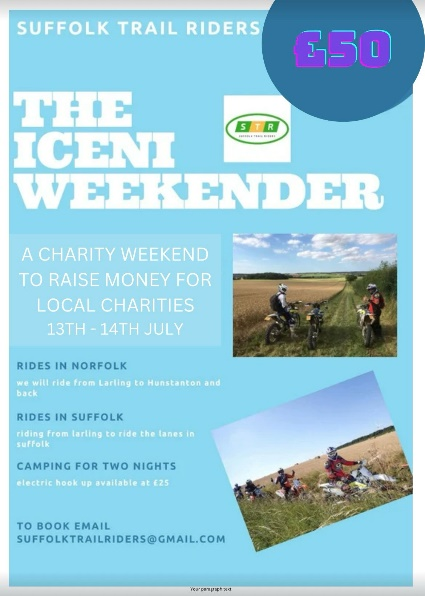 SUFFOLK TRAIL RIDERS
£50
THE
ICENI
WEEKENDER
STR
SUFFOLK TRAIL RIDERS
A CHARITY WEEKEND
TO RAISE MONEY FOR
LOCAL CHARITIES
13TH - 14TH JULY
RIDES IN NORFOLK
we will ride from Larling to Hunstanton and
back
RIDES IN SUFFOLK
riding from larling to ride the lanes in
suffolk
CAMPING FOR TWO NIGHTS
electric hook up available at £25
TO BOOK EMAIL
SUFFOLKTRAILRIDERS@GMAIL.COM
Your paragraph text